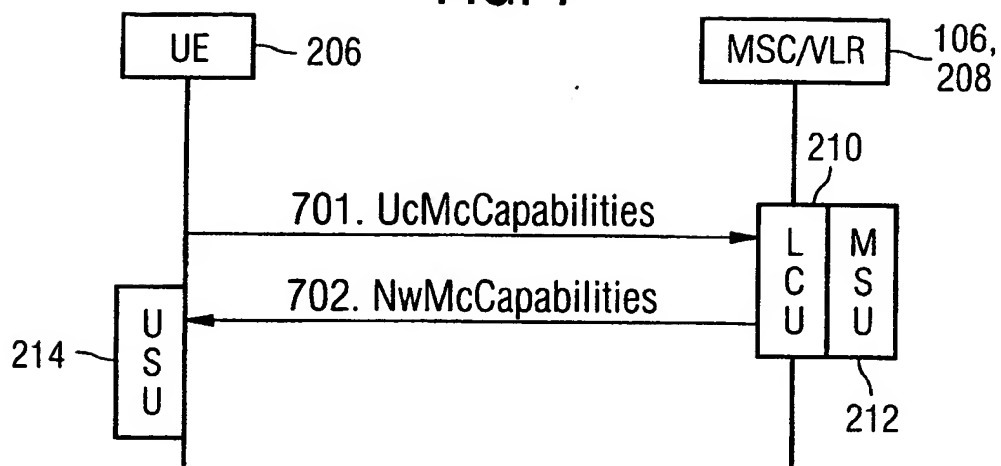 UE
206
MSC/VLR
106,
208
210
701. UcMcCapabilities
L
C
U
M
S
U
702. NwMcCapabilities
U
S
U
214
212